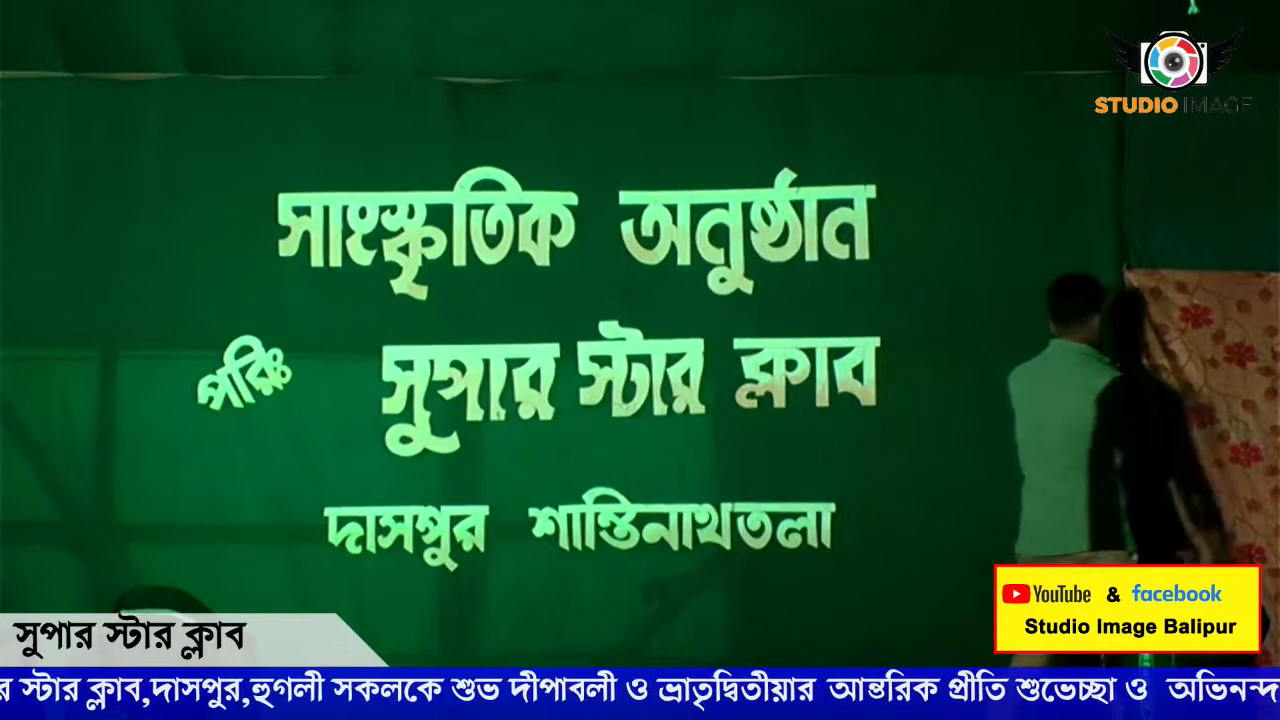 STUDIO IMAGE
সাংস্কৃতিক অনুষ্ঠান
পরিঃ সুপার স্টার ক্লাব
দাসপুর শান্তিনাথতলা
YouTube & facebook
Studio Image Balipur
সুপার স্টার ক্লাব
র স্টার ক্লাব,দাসপুর,হুগলী সকলকে শুভ দীপাবলী ও ভ্রাতৃদ্বিতীয়ার আন্তরিক প্রীতি শুভেচ্ছা ও অভিনন্দ